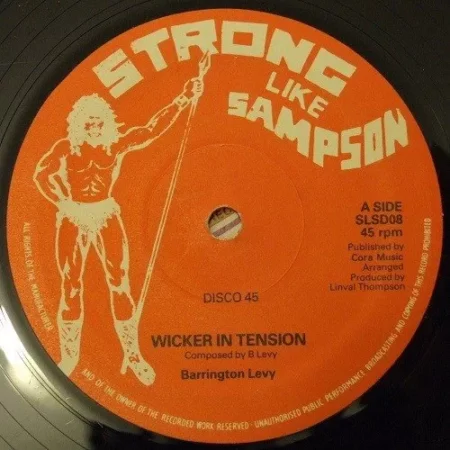 STRONG
LIKE
SAMPSON
A SIDE
SLSD08
45 rpm
Published by
Cora Music
Arranged
Produced by
Linval Thompson
DISCO 45
WICKER IN TENSION
Composed by B Levy
Barrington Levy
ALL RIGHTS OF THE MANUFACTURER AND OF THE OWNER OF THE RECORDED WORK RESERVED · UNAUTHORISED PUBLIC PERFORMANCE BROADCASTING AND COPYING OF THIS RECORD PROHIBITED